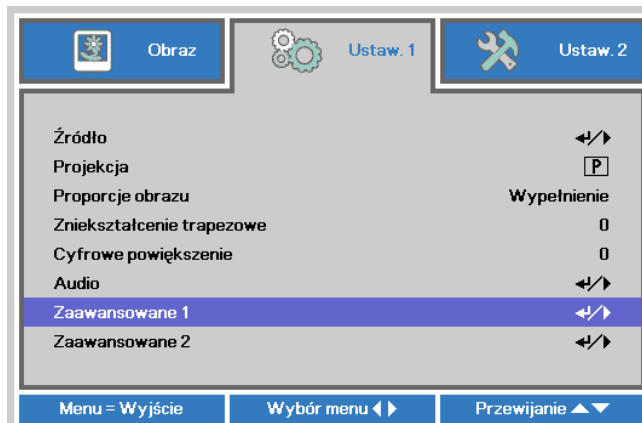 Obraz
Ustaw. 1
Ustaw. 2
Źródło
Projekcja P
Proporcje obrazu Wypełnienie
Zniekształcenie trapezowe 0
Cyfrowe powiększenie 0
Audio
Zaawansowane 1
Zaawansowane 2
Menu = Wyjście
Wybór menu
Przewijanie